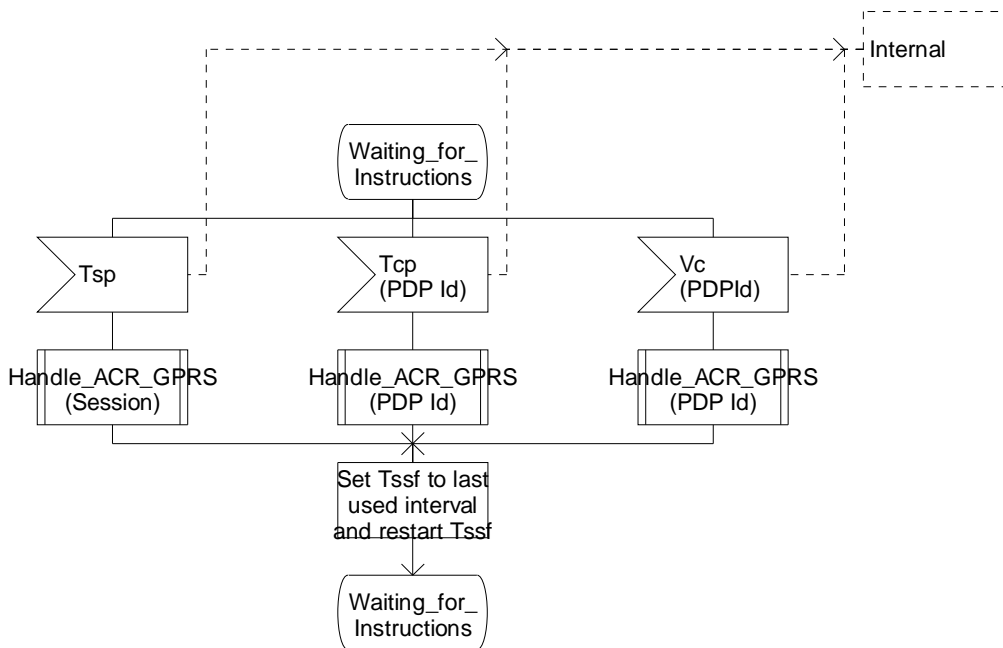 Internal
Waiting_for_
Instructions
Tsp
Tcp
(PDP Id)
Vc
(PDPId)
Handle_ACR_GPRS
(Session)
Handle_ACR_GPRS
(PDP Id)
Handle_ACR_GPRS
(PDP Id)
Set Tssf to last
used interval
and restart Tssf
Waiting_for_
Instructions